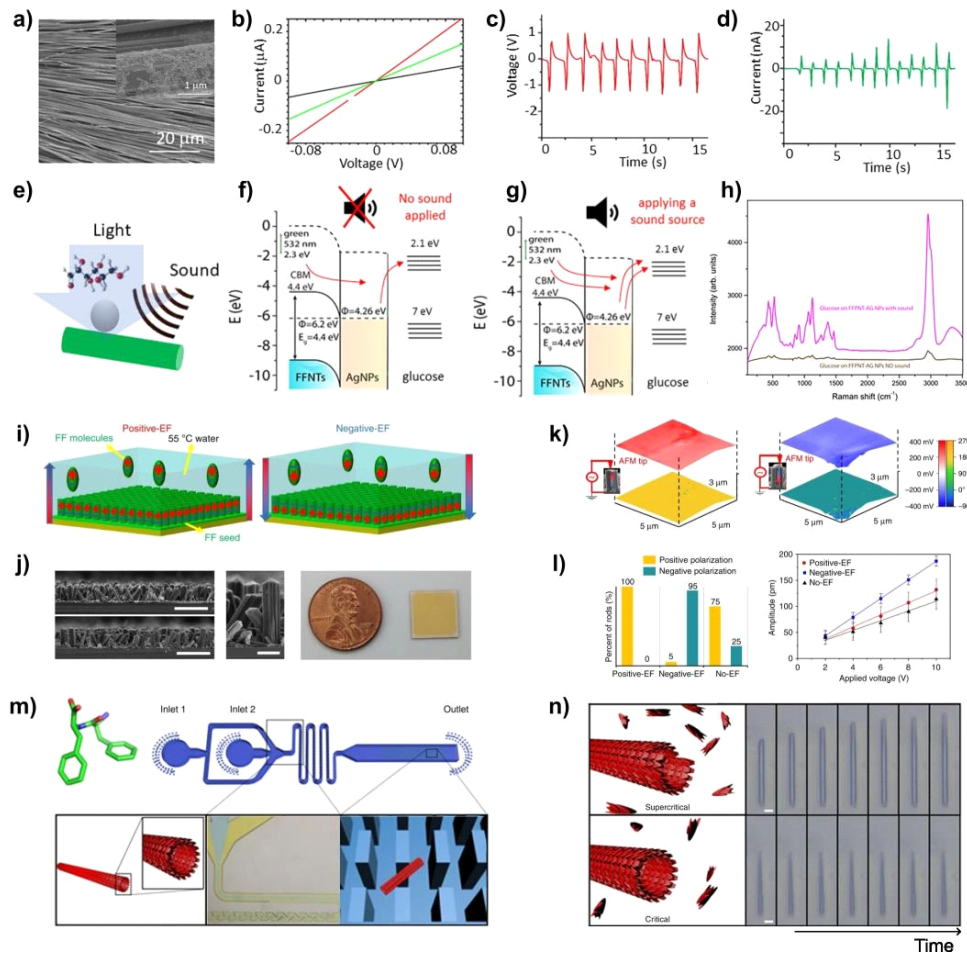 a)
1 μm
20 μm
b)
Current (μA)
0.2
0
-0.2
-0.08
0.08
Voltage (V)
c)
Voltage (V)
2
1
0
-1
-2
0
5
10
15
Time (s)
d)
Current (nA)
20
0
-20
0
5
10
15
Time (s)
e)
Light
Sound
f)
No sound
applied
E (eV)
0
-2
-4
-6
-8
-10
green
532 nm
2.3 eV
CBM
4.4 eV
Φ=4.26 eV
Φ=6.2 eV
Eg=4.4 eV
2.1 eV
7 eV
FFNTs
AgNPs
glucose
g)
applying a
sound source
E (eV)
0
-2
-4
-6
-8
-10
green
532 nm
2.3 eV
CBM
4.4 eV
Φ=4.26 eV
Φ=6.2 eV
Eg=4.4 eV
2.1 eV
7 eV
FFNTs
AgNPs
glucose
h)
Intensity (arb. units)
4000
3000
2000
Glucose on FFPNT-AG NPs with sound
Glucose on FFPNT-AG NPs NO sound
500
1000
1500
2000
2500
3000
3500
Raman shift (cm-1)
i)
FF molecules
Positive-EF
55 °C water
Negative-EF
FF seed
j)
k)
AFM tip
3 μm
5 μm
5 μm
AFM tip
3 μm
5 μm
5 μm
400 mV
200 mV
0 mV
-200 mV
-400 mV
l)
Positive polarization
Negative polarization
Percent of rods (%)
100
0
5
95
75
25
Positive-EF
Negative-EF
No-EF
Amplitude (pm)
200
150
100
50
0
Positive-EF
Negative-EF
No-EF
2
4
6
8
10
Applied voltage (V)
m)
Inlet 1
Inlet 2
Outlet
n)
Supercritical
Critical
Time